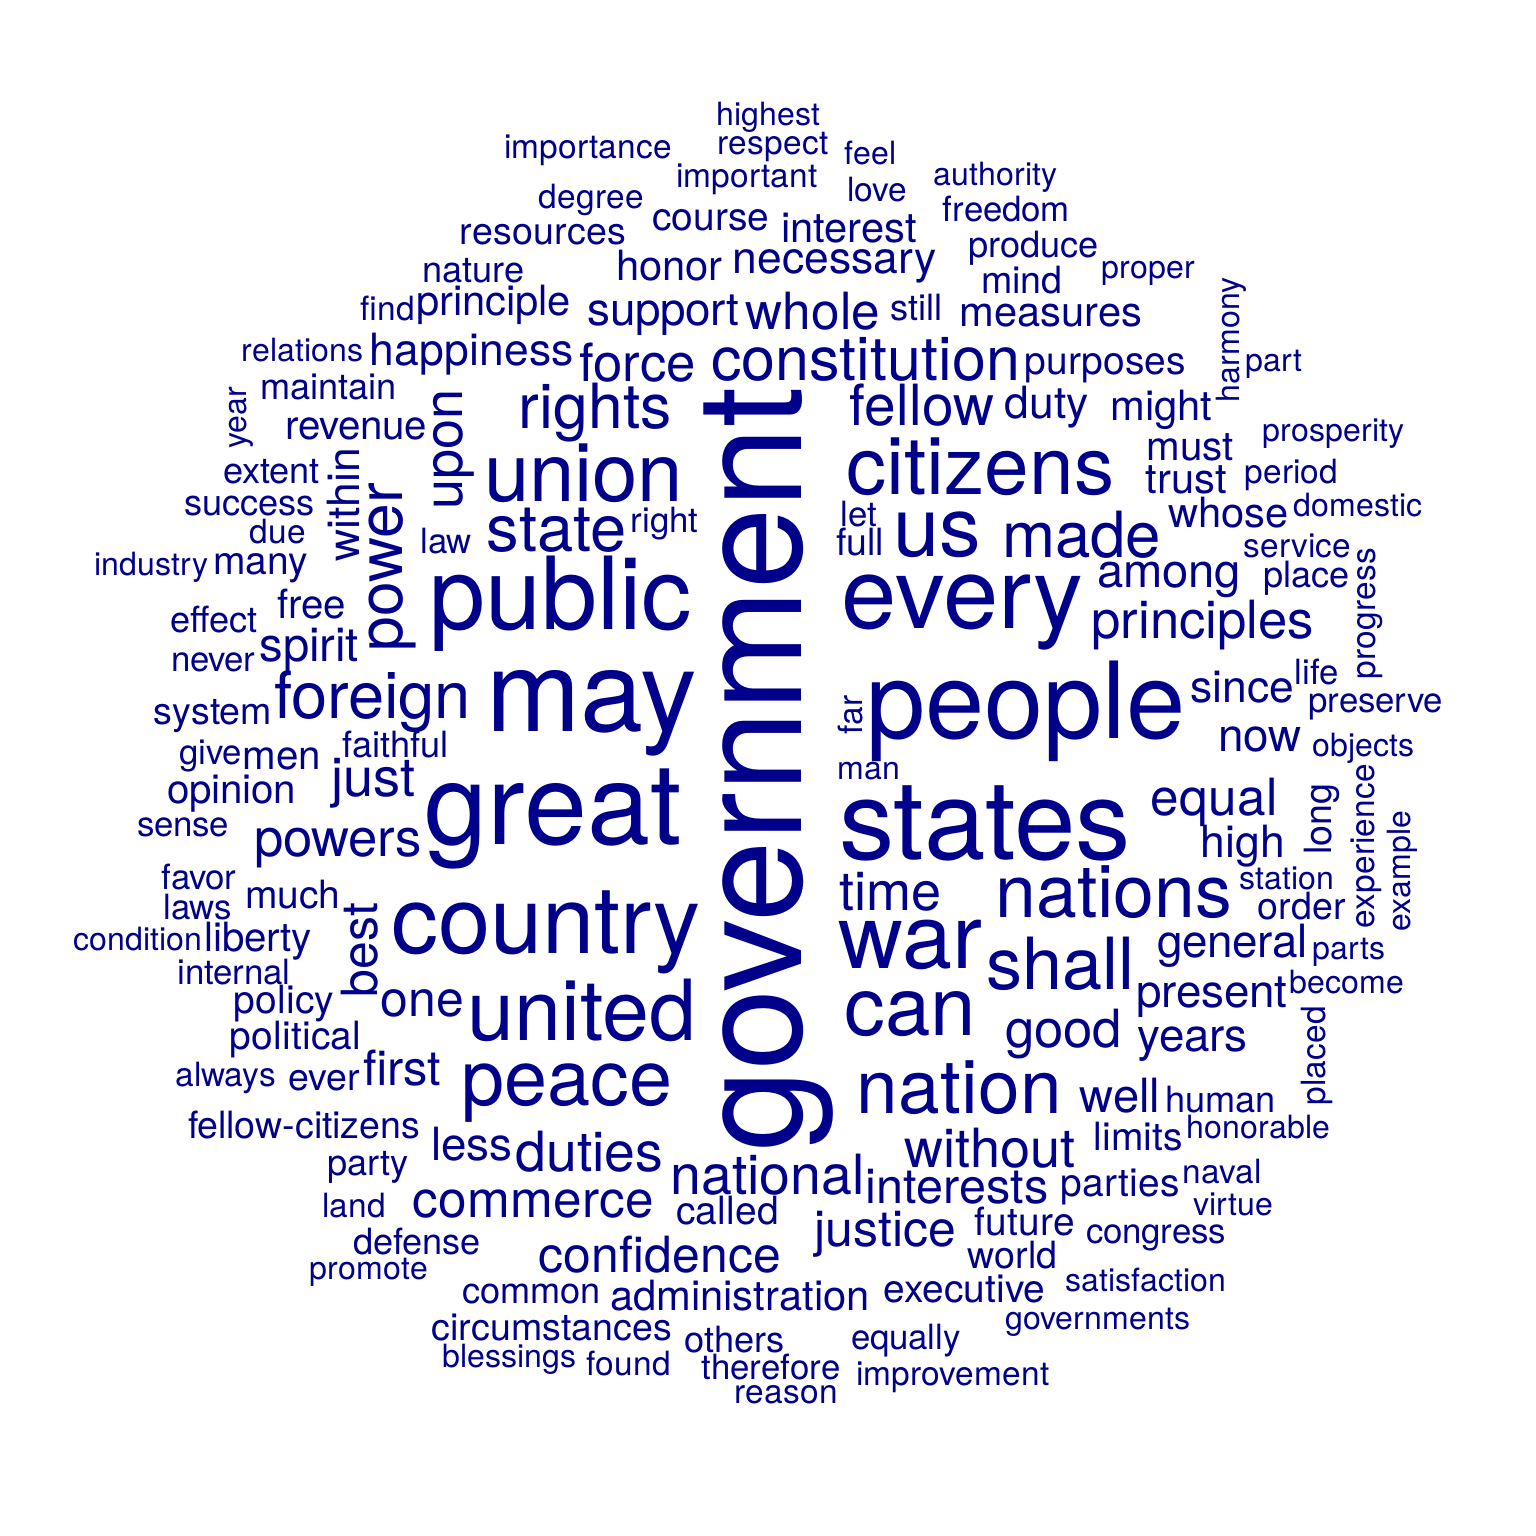 highest
importance respect feel
important authority
degree love
resources course interest freedom
nature honor necessary produce
find principle support whole still mind proper
measures harmony
relations happiness force constitution purposes part
year maintain rights fellow duty might
revenue upon union citizens must prosperity
extent within trust period
success power state right let us made whose domestic
due law full service
industry many public every among place
effect free principles progress
never spirit
system foreign may far people since life preserve
give men faithful now objects
opinion just great man states equal long experience
sense powers high example
favor much time nations station
laws best country war order
condition liberty shall general parts
internal
policy one united can present become
political good years placed
always ever first peace nation well human
fellow-citizens less duties without limits honorable
party national interests parties naval
land commerce called justice future virtue
defense confidence world congress
promote
common administration executive satisfaction
circumstances others equally governments
blessings found therefore improvement
reason
government